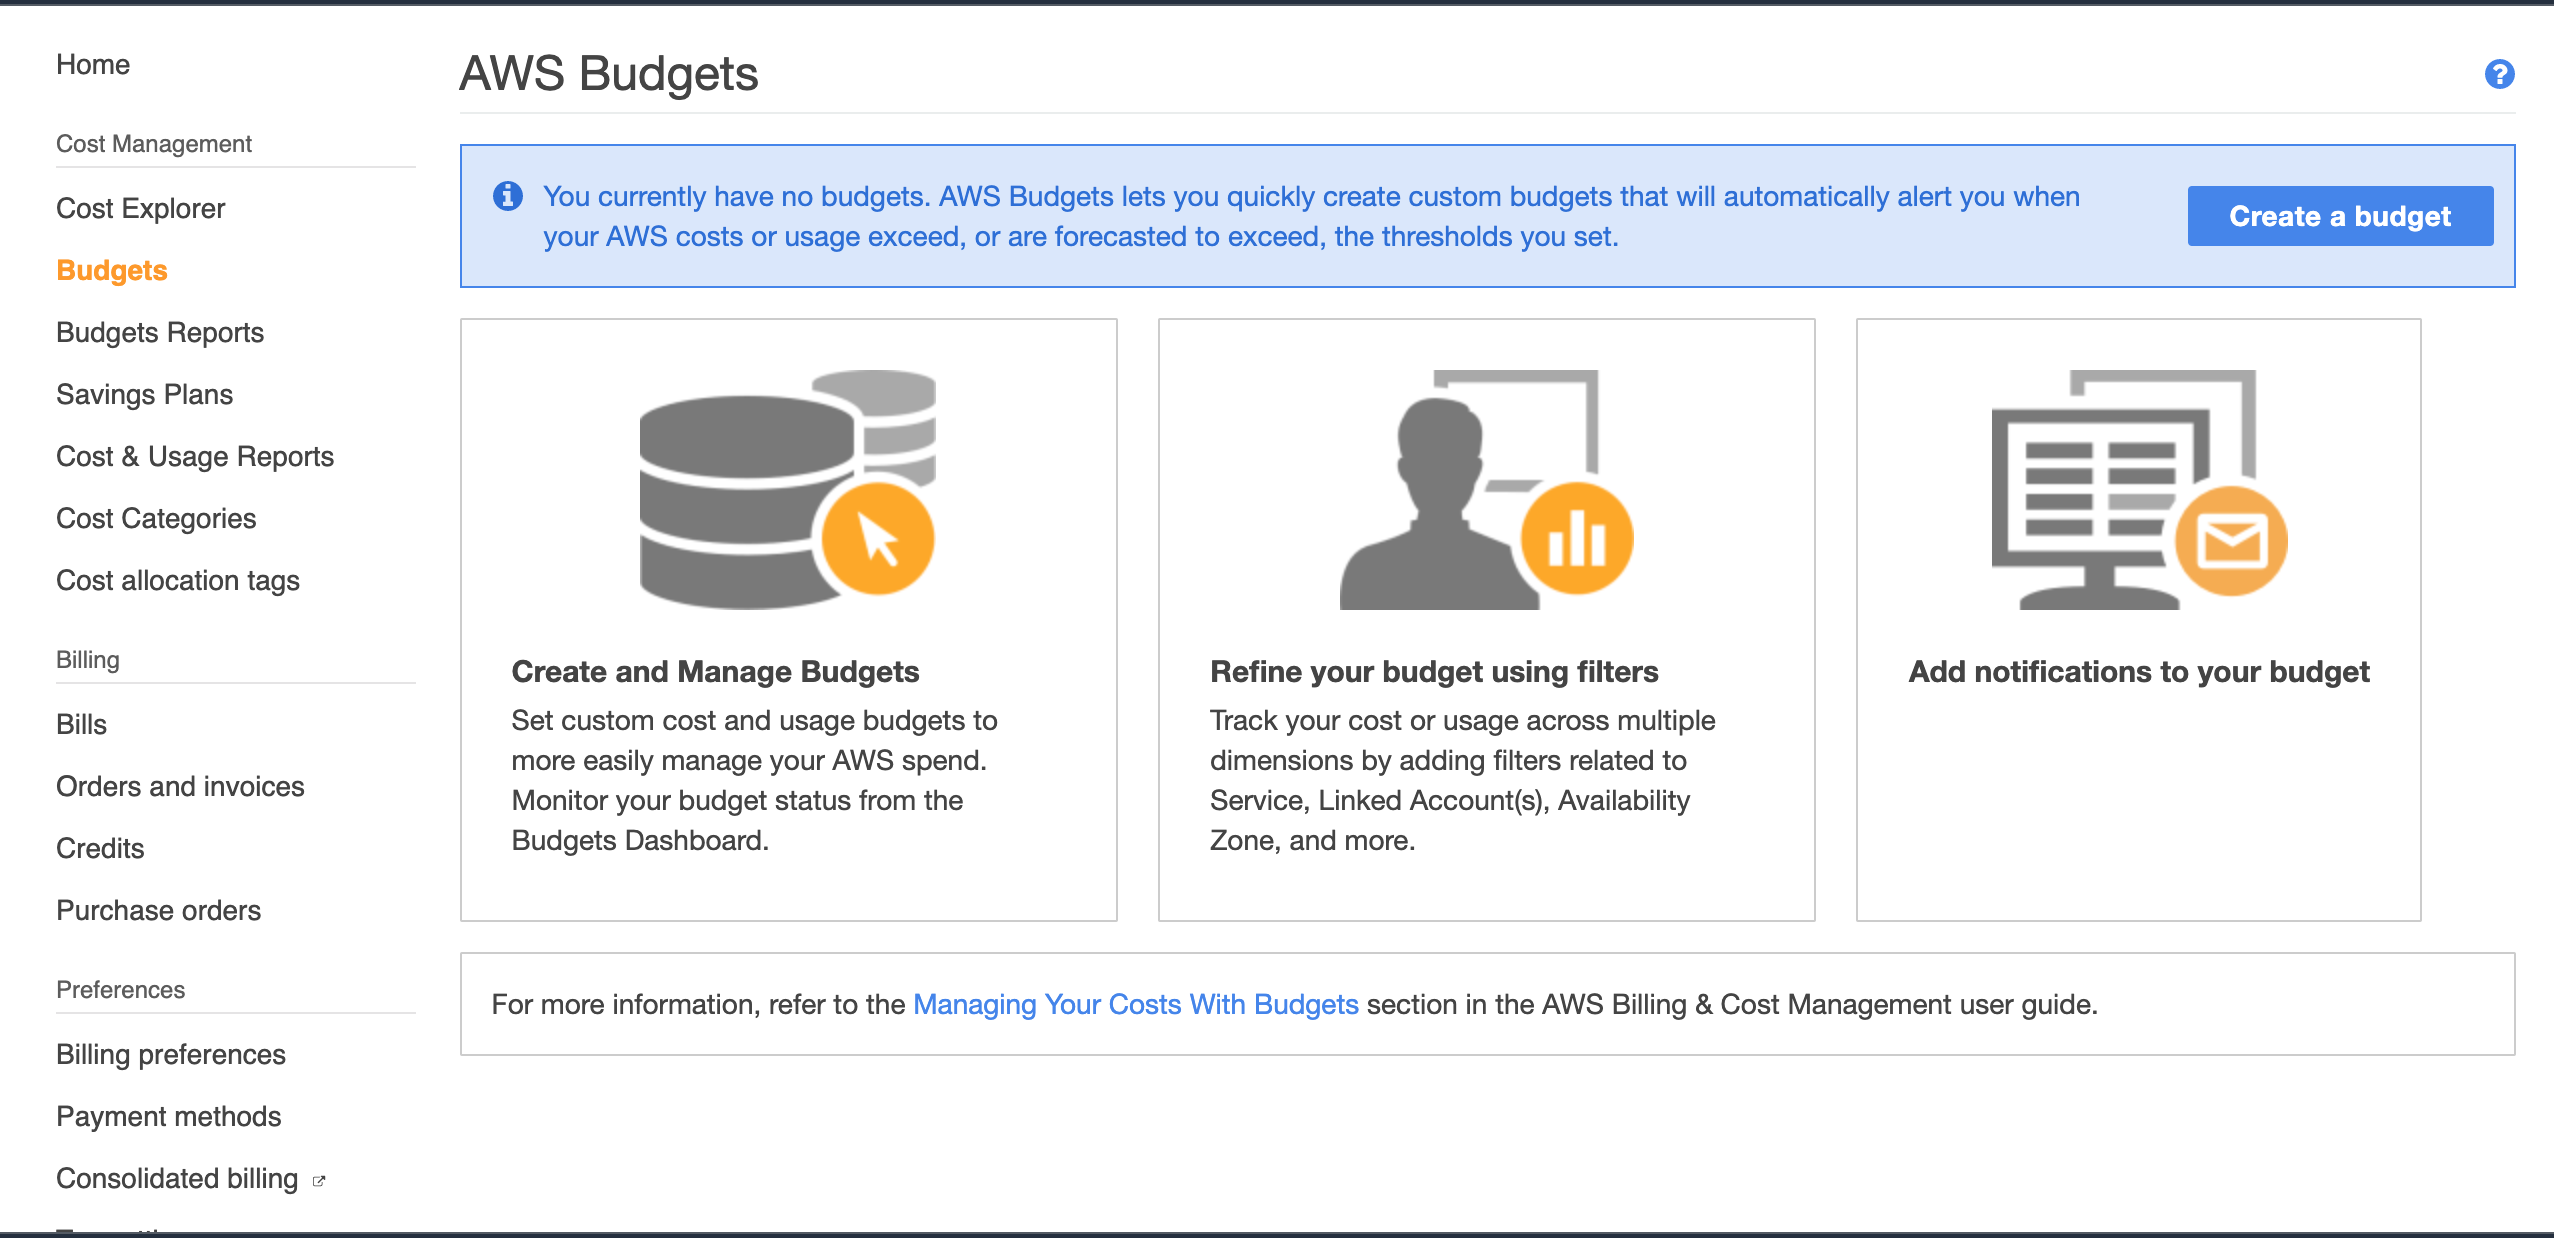 Home
Cost Management
Cost Explorer
Budgets
Budgets Reports
Savings Plans
Cost & Usage Reports
Cost Categories
Cost allocation tags
Billing
Bills
Orders and invoices
Credits
Purchase orders
Preferences
Billing preferences
Payment methods
Consolidated billing
AWS Budgets
You currently have no budgets. AWS Budgets lets you quickly create custom budgets that will automatically alert you when
your AWS costs or usage exceed, or are forecasted to exceed, the thresholds you set.
Create a budget
Create and Manage Budgets
Set custom cost and usage budgets to
more easily manage your AWS spend.
Monitor your budget status from the
Budgets Dashboard.
Refine your budget using filters
Track your cost or usage across multiple
dimensions by adding filters related to
Service, Linked Account(s), Availability
Zone, and more.
Add notifications to your budget
For more information, refer to the Managing Your Costs With Budgets section in the AWS Billing & Cost Management user guide.